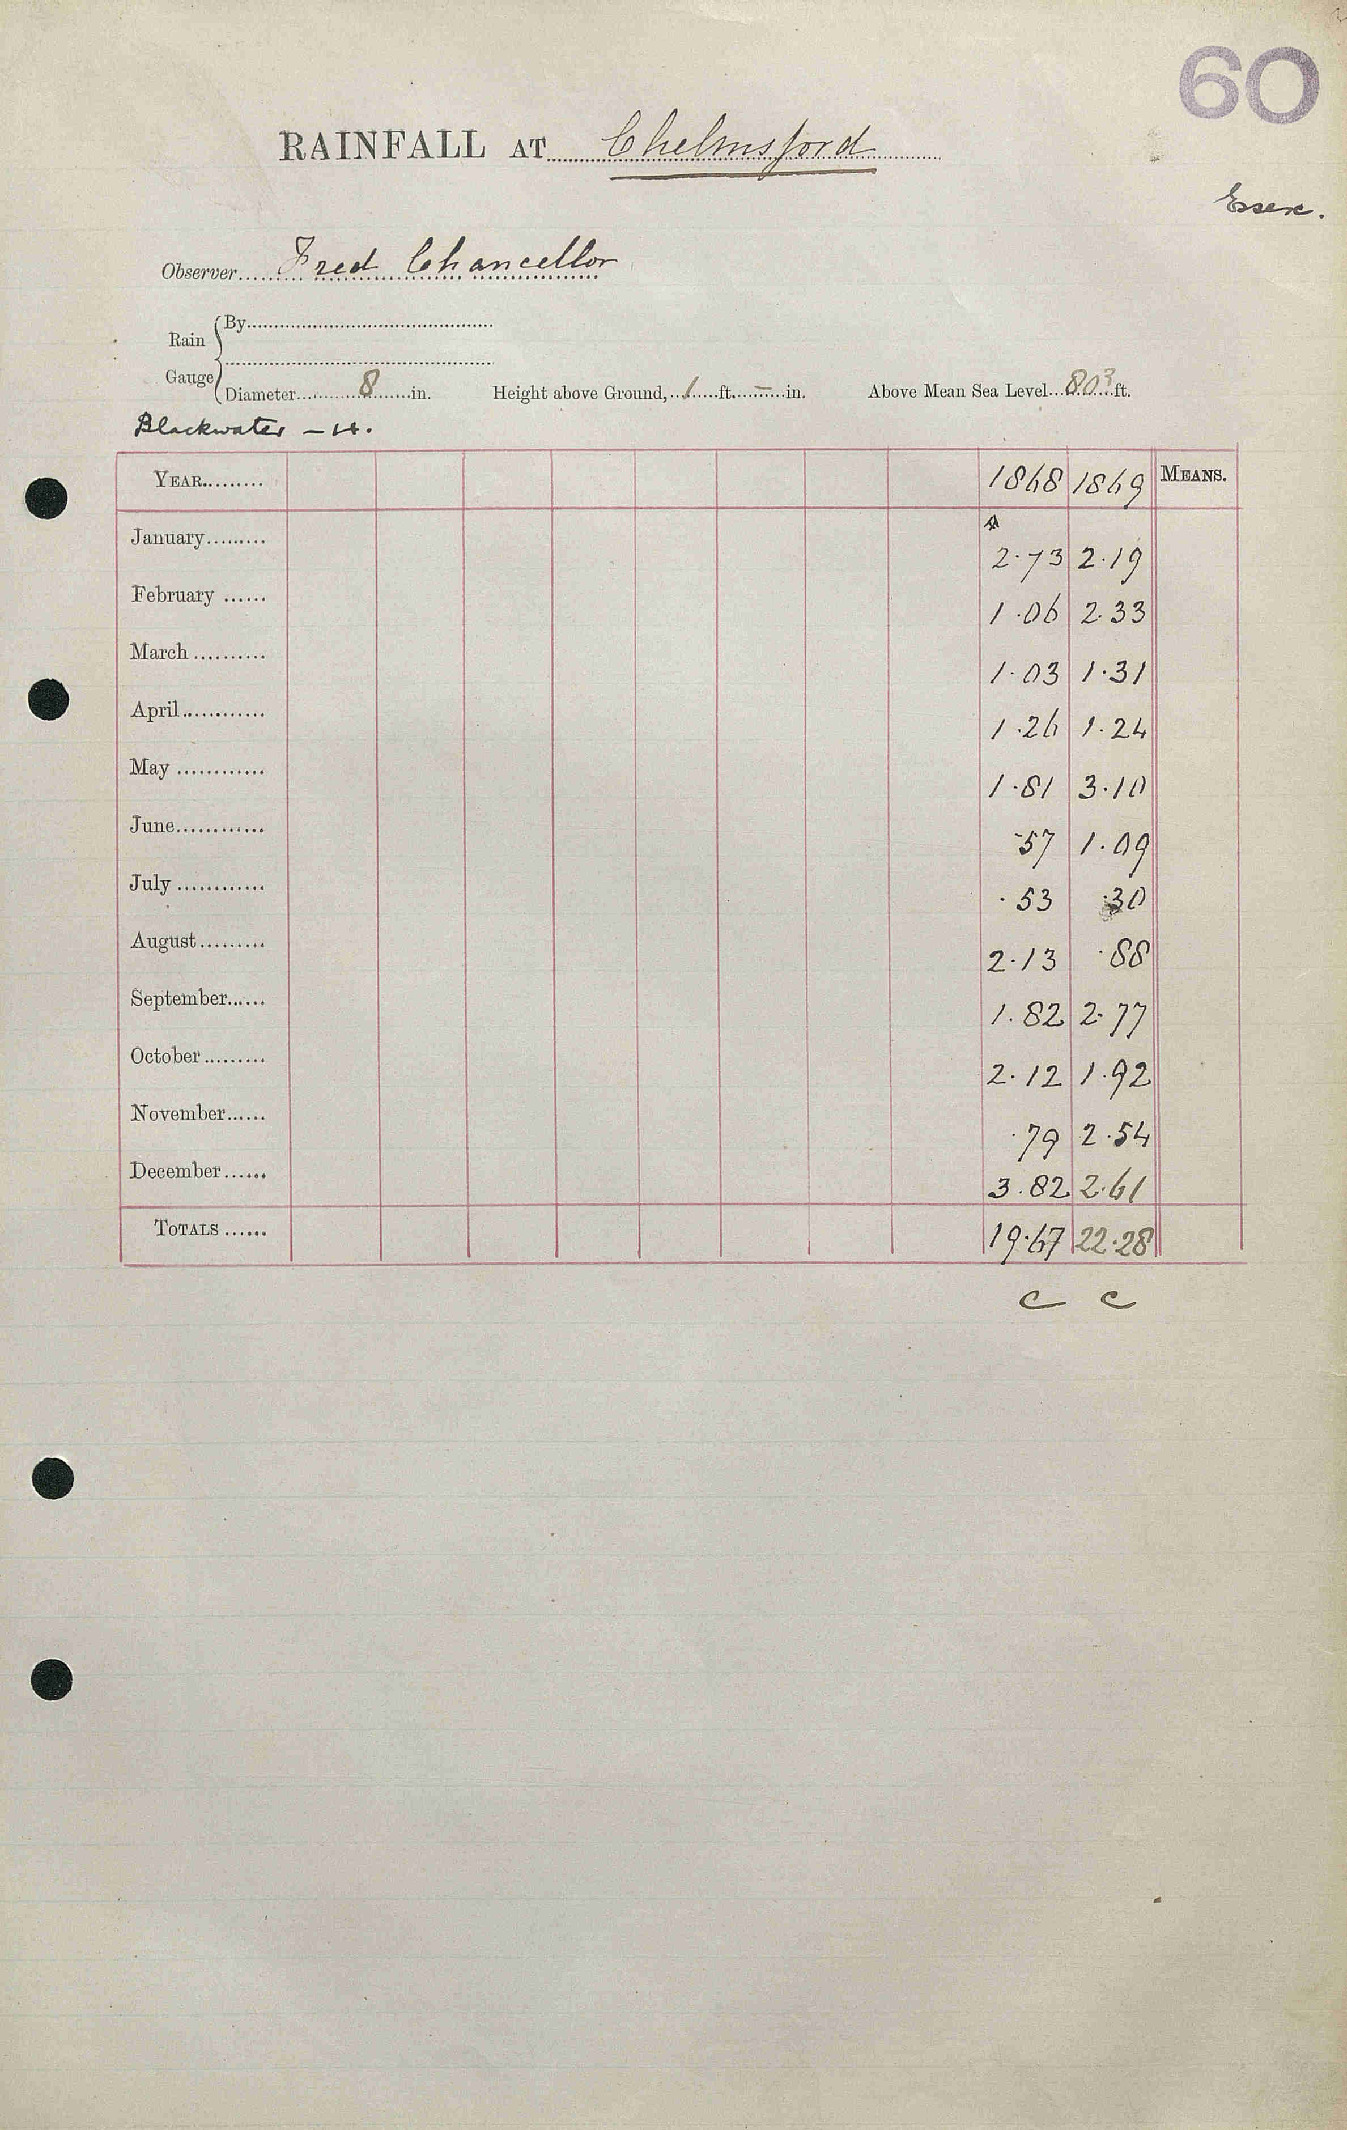 60
RAINFALL AT Chelmsford
Essex.
Observer Fred Chancellor
Rain Gauge
By
Diameter 8 in. Height above Ground, 1 ft. – in. Above Mean Sea Level 80 ft.
Blackwater – 14.
YEAR 1868 1869 MEANS.
January 2.73 2.19
February 1.06 2.33
March 1.03 1.31
April 1.26 1.24
May 1.81 3.10
June .57 1.09
July .53 .30
August 2.13 .88
September 1.82 2.77
October 2.12 1.92
November .79 2.54
December 3.82 2.61
TOTALS 19.67 22.28
C C